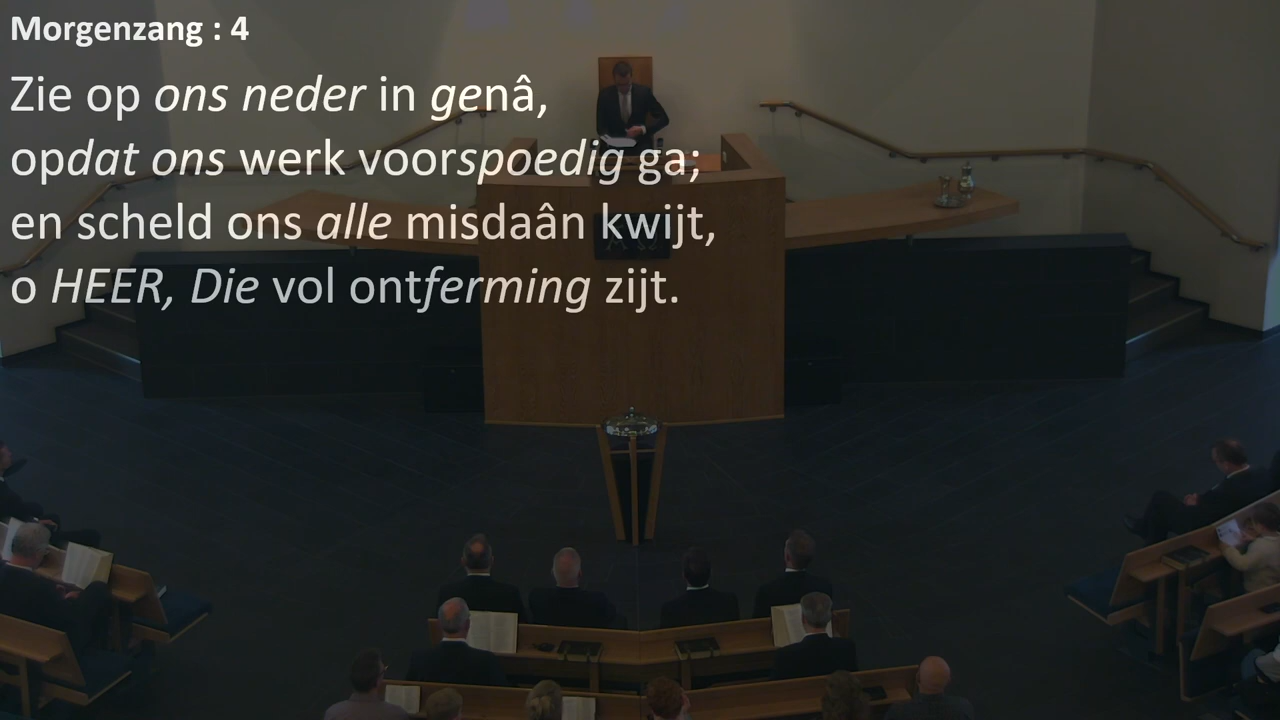 Morgenzang : 4
Zie op ons neder in genâ,
opdat ons werk voorspoedig ga;
en scheld ons alle misdaân kwijt,
o HEER, Die vol ontferming zijt.